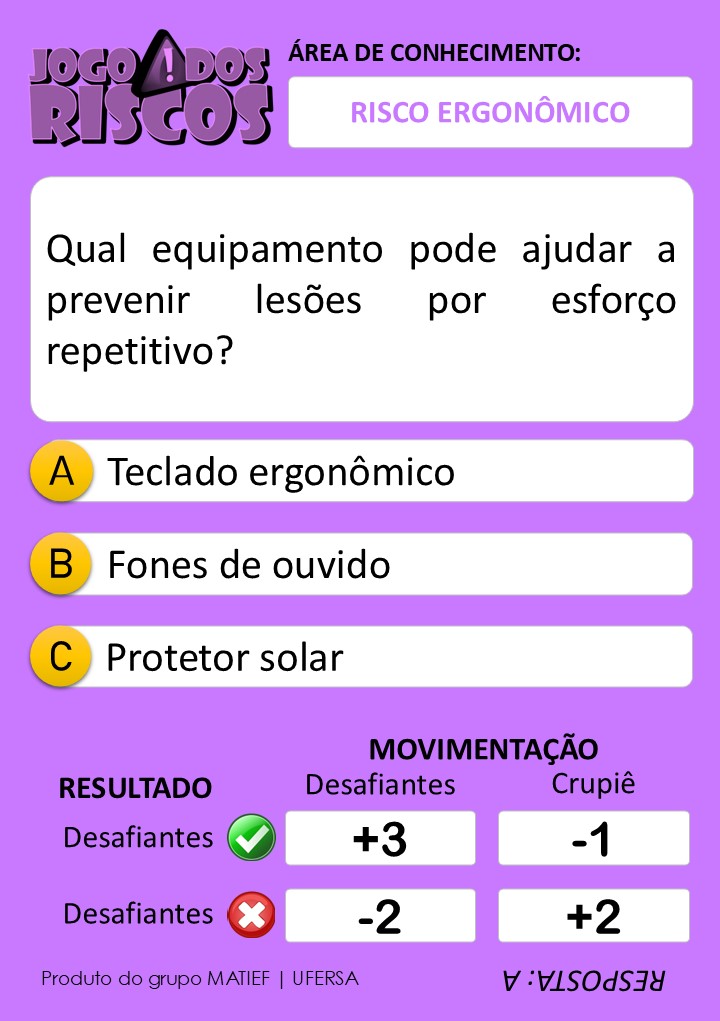 JOGO DOS
RISCOS
ÁREA DE CONHECIMENTO:
RISCO ERGONÔMICO
Qual equipamento pode ajudar a
prevenir lesões por esforço
repetitivo?
A Teclado ergonômico
B Fones de ouvido
C Protetor solar
MOVIMENTAÇÃO
RESULTADO Desafiantes Crupiê
Desafiantes +3 -1
Desafiantes -2 +2
Produto do grupo MATIEF | UFERSA
RESPOSTA: A